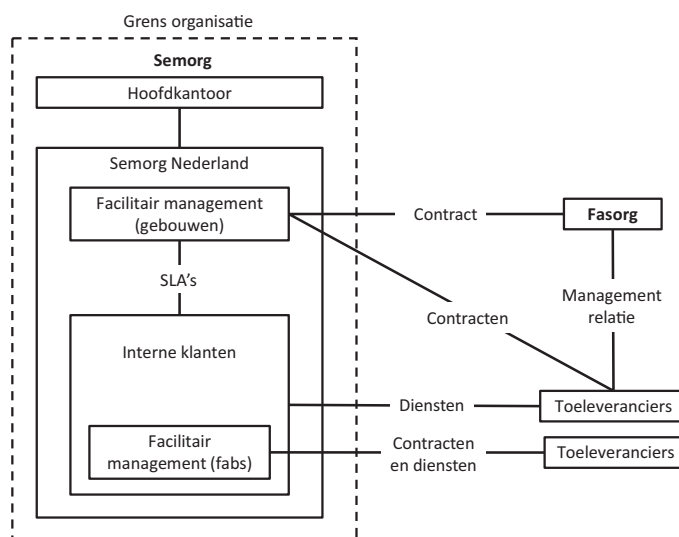 Grens organisatie
Semorg
Hoofdkantoor
Semorg Nederland
Facilitair management
(gebouwen)
Contract
Fasorg
SLA’s
Contracten
Management
relatie
Interne klanten
Diensten
Toeleveranciers
Facilitair
management (fabs)
Contracten
en diensten
Toeleveranciers